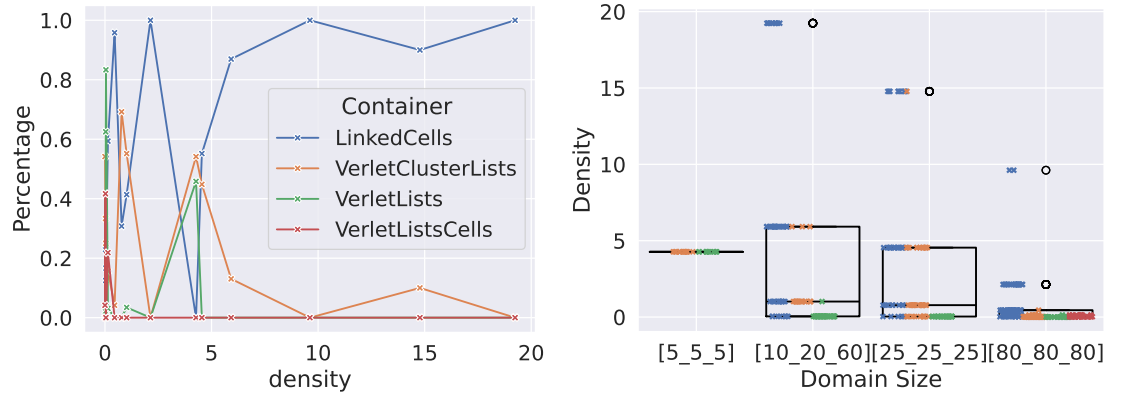 1.0
0.8
0.6
0.4
0.2
0.0
Percentage
0 5 10 15 20
density
Container
LinkedCells
VerletClusterLists
VerletLists
VerletListsCells
20
15
10
5
0
Density
[5_5_5] [10_20_60][25_25_25][80_80_80]
Domain Size